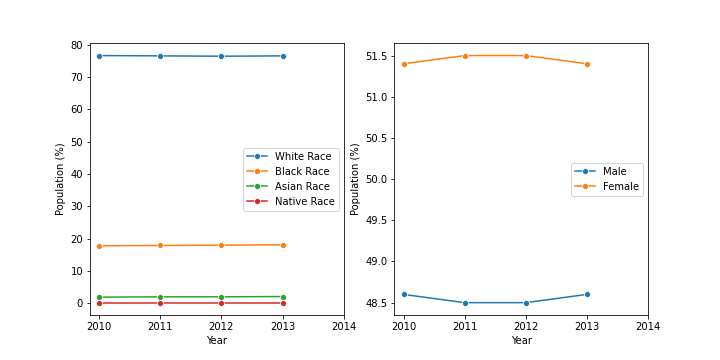 80
70
60
50
40
30
20
10
0
Population (%)
2010 2011 2012 2013 2014
Year
White Race
Black Race
Asian Race
Native Race
51.5
51.0
50.5
50.0
49.5
49.0
48.5
Population (%)
2010 2011 2012 2013 2014
Year
Male
Female